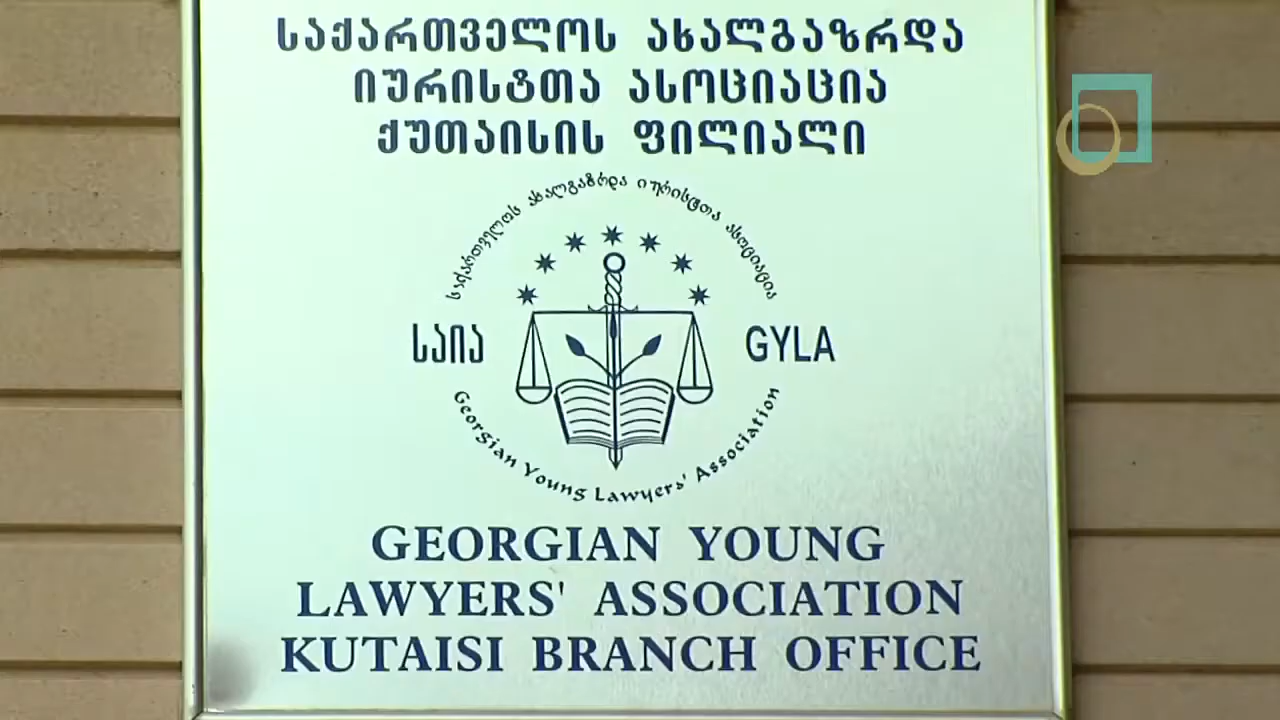 საქართველოს ახალგაზრდა
იურისტთა ასოციაცია
ქუთაისის ფილიალი
საქართველოს ახალგაზრდა იურისტთა ასოციაცია
საია
GYLA
Georgian Young Lawyers' Association
GEORGIAN YOUNG
LAWYERS' ASSOCIATION
KUTAISI BRANCH OFFICE